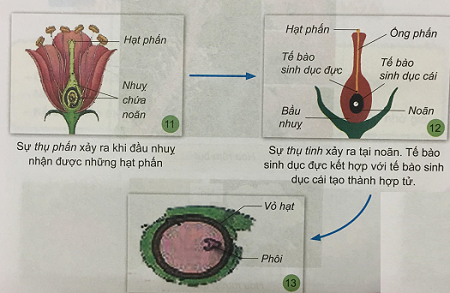 Hạt phấn
Nhuỵ
chứa
noãn
11
Sự thụ phấn xảy ra khi đầu nhuỵ
nhận được những hạt phấn
Hạt phấn
Ống phấn
Tế bào
sinh dục đực
Tế bào
sinh dục cái
Bầu
nhuỵ
Noãn
12
Sự thụ tinh xảy ra tại noãn. Tế bào
sinh dục đực kết hợp với tế bào sinh
dục cái tạo thành hợp tử.
Vỏ hạt
Phôi
13